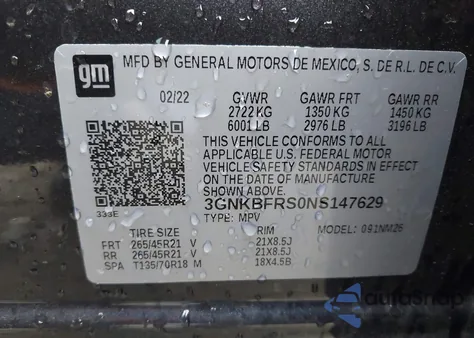 gm
MFD BY GENERAL MOTORS DE MEXICO, S. DE R.L. DE C.V.
02/22 GVWR GAWR FRT GAWR RR
2722 KG 1350 KG 1450 KG
6001 LB 2976 LB 3196 LB
THIS VEHICLE CONFORMS TO ALL
APPLICABLE U.S. FEDERAL MOTOR
VEHICLE SAFETY STANDARDS IN EFFECT
ON THE DATE OF MANUFACTURE
SHOWN ABOVE
333E 3GNKBFRS0NS147629
TYPE: MPV 091NM26
TIRE SIZE RIM
FRT 265/45R21 V 21X8.5J
RR 265/45R21 V 21X8.5J
SPA T135/70R18 M 18X4.5B
AutoSnap